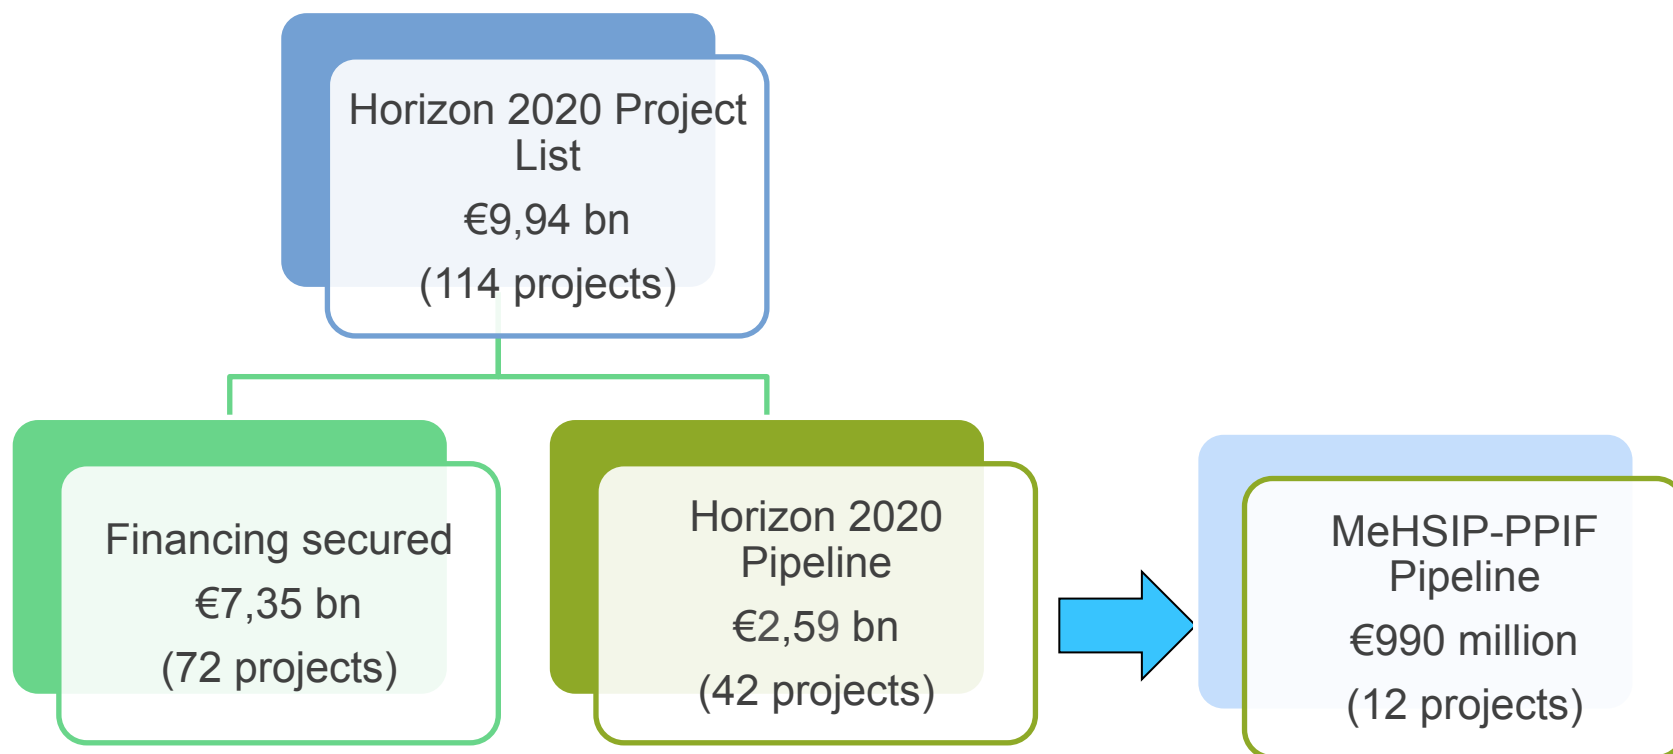 Horizon 2020 Project
List
€9,94 bn
(114 projects)
Financing secured
€7,35 bn
(72 projects)
Horizon 2020
Pipeline
€2,59 bn
(42 projects)
MeHSIP-PPIF
Pipeline
€990 million
(12 projects)